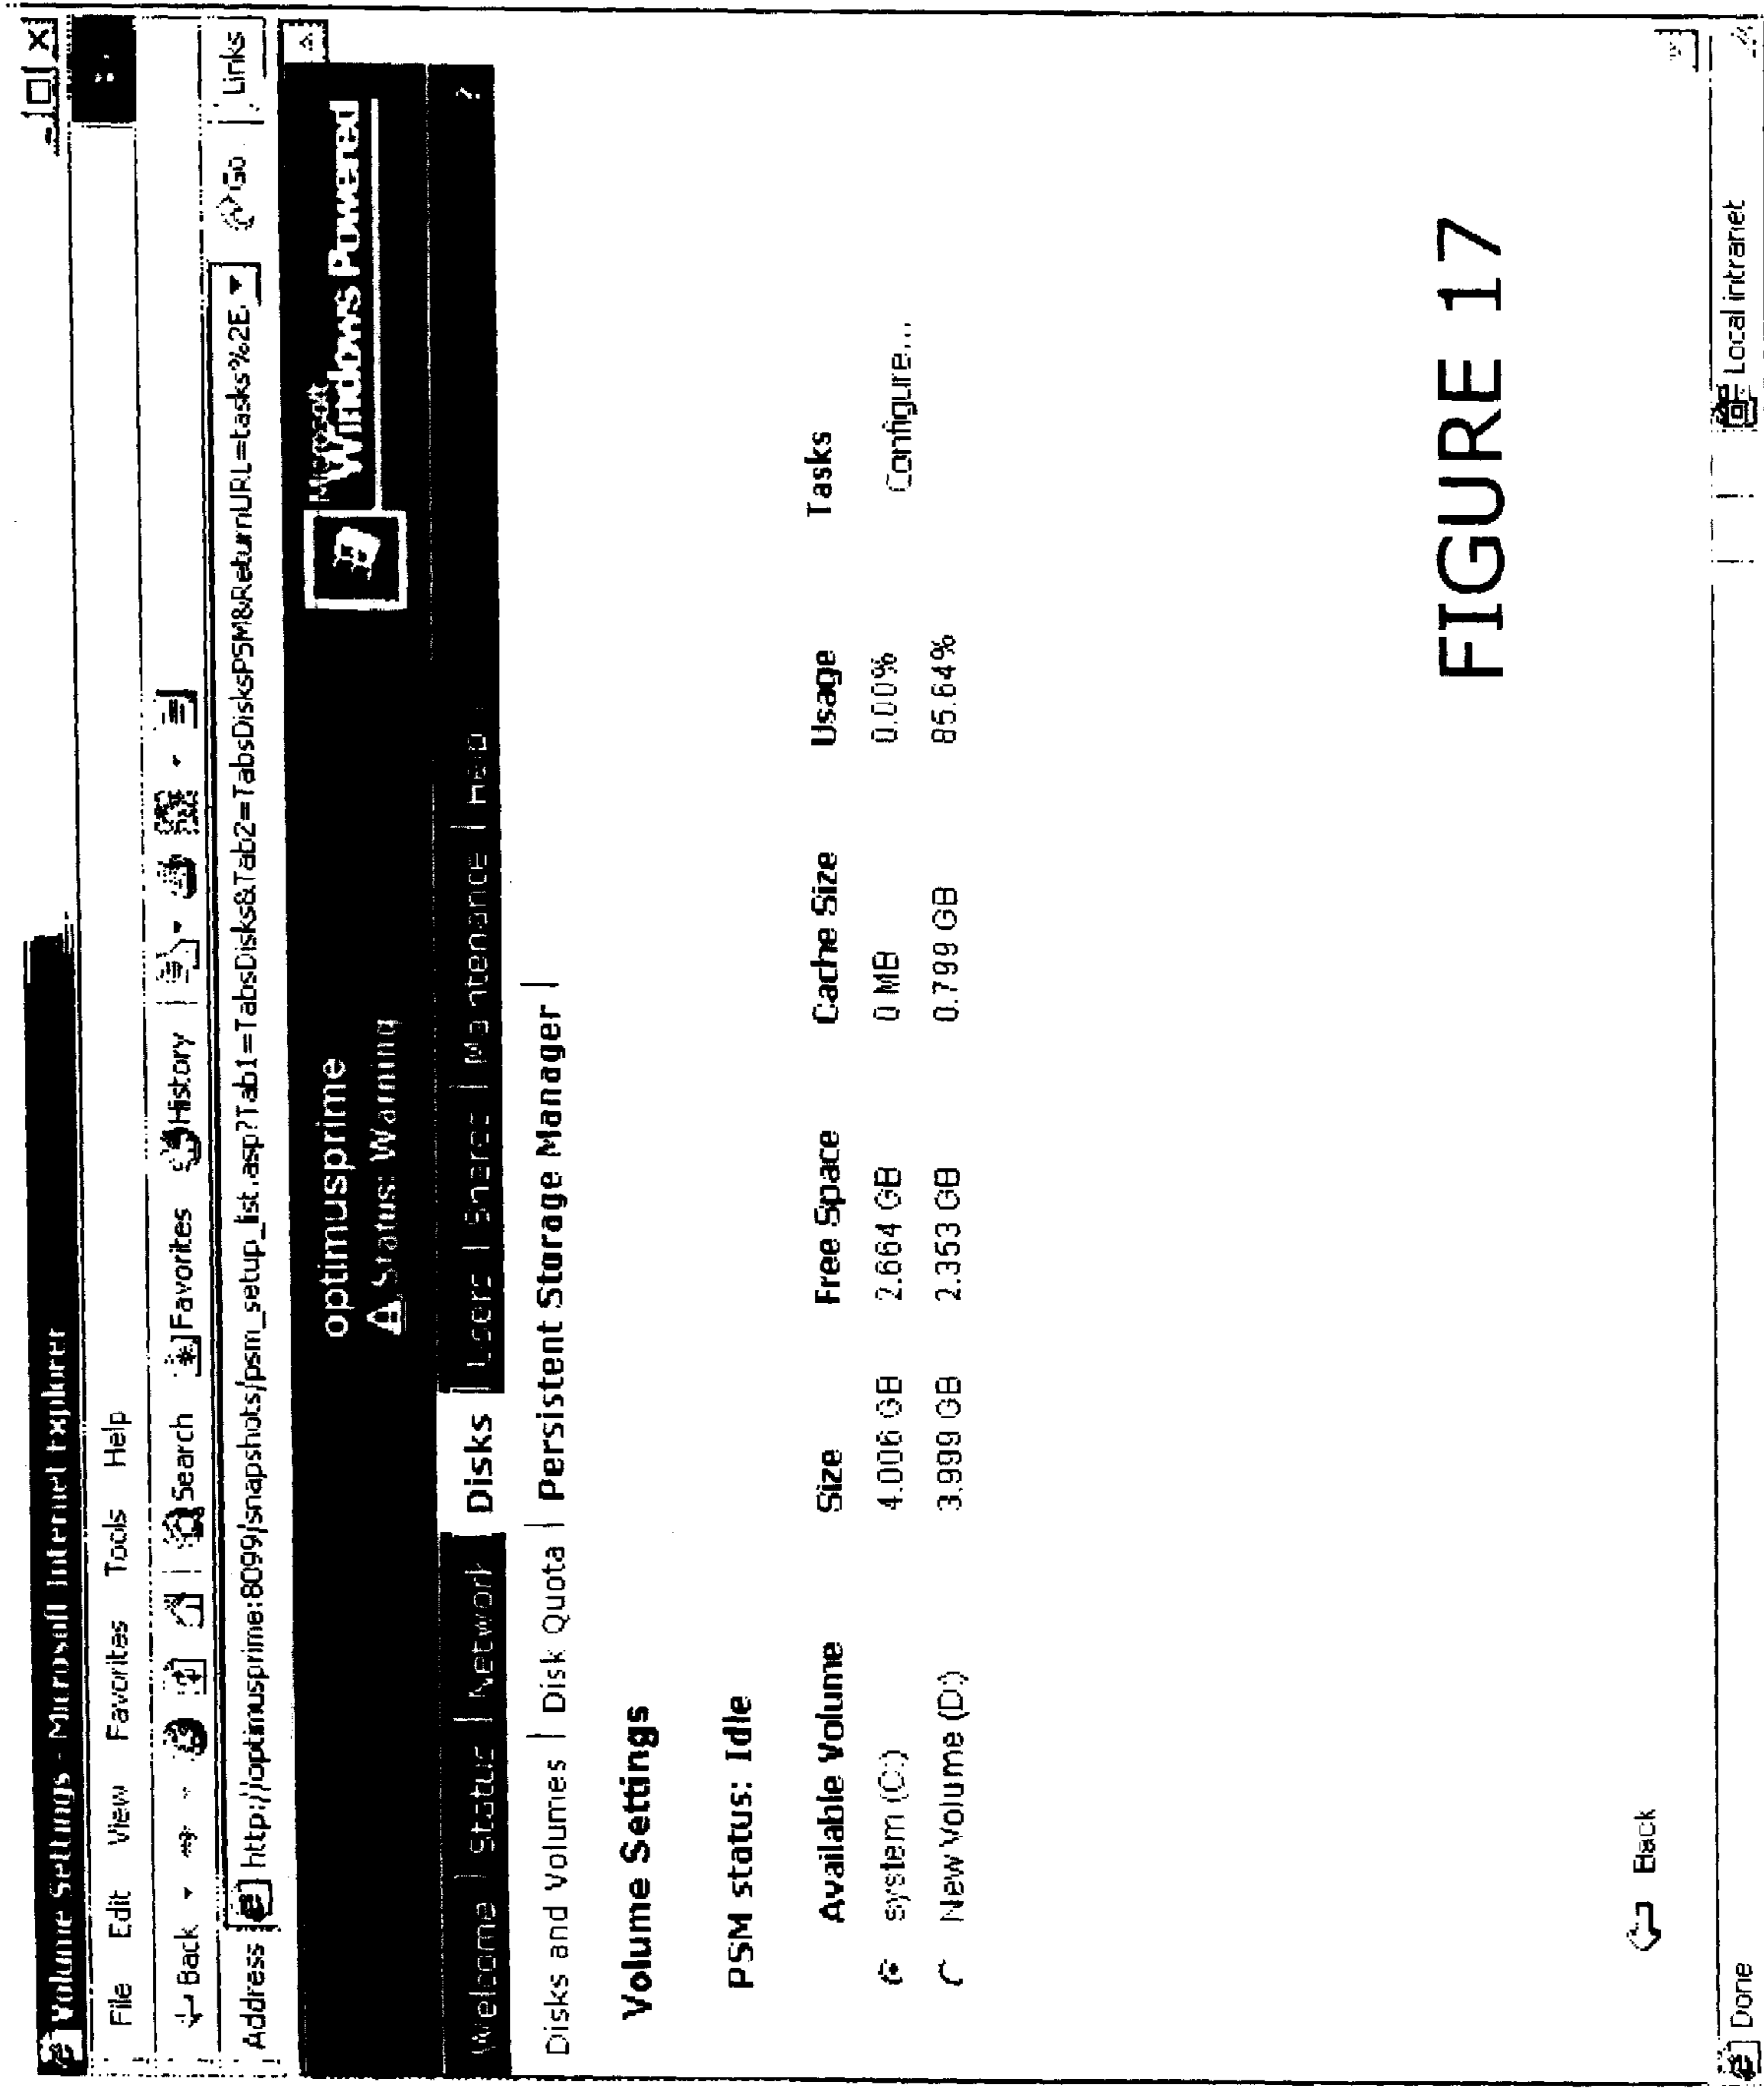 Volume Settings - Microsoft Internet Explorer
File Edit View Favorites Tools Help
Back Search Favorites History
Address http://optimusprime:8099/snapshots/psm_setup_list.asp?Tab1=TabsDisks&Tab2=TabsDisksPSM&ReturnURL=tasks%2E Go Links
optimusprime
Status: Warning
Microsoft
Windows Powered
Welcome | Status | Network | Disks | Users | Shares | Maintenance | Help ?
Disks and Volumes | Disk Quota | Persistent Storage Manager |
Volume Settings
PSM status: Idle
Available Volume Size Free Space Cache Size Usage Tasks
system (C:) 4.006 GB 2.664 GB 0 MB 0.00% Configure...
New Volume (D:) 3.999 GB 2.353 GB 0.799 GB 85.64%
FIGURE 17
Back
Done Local intranet